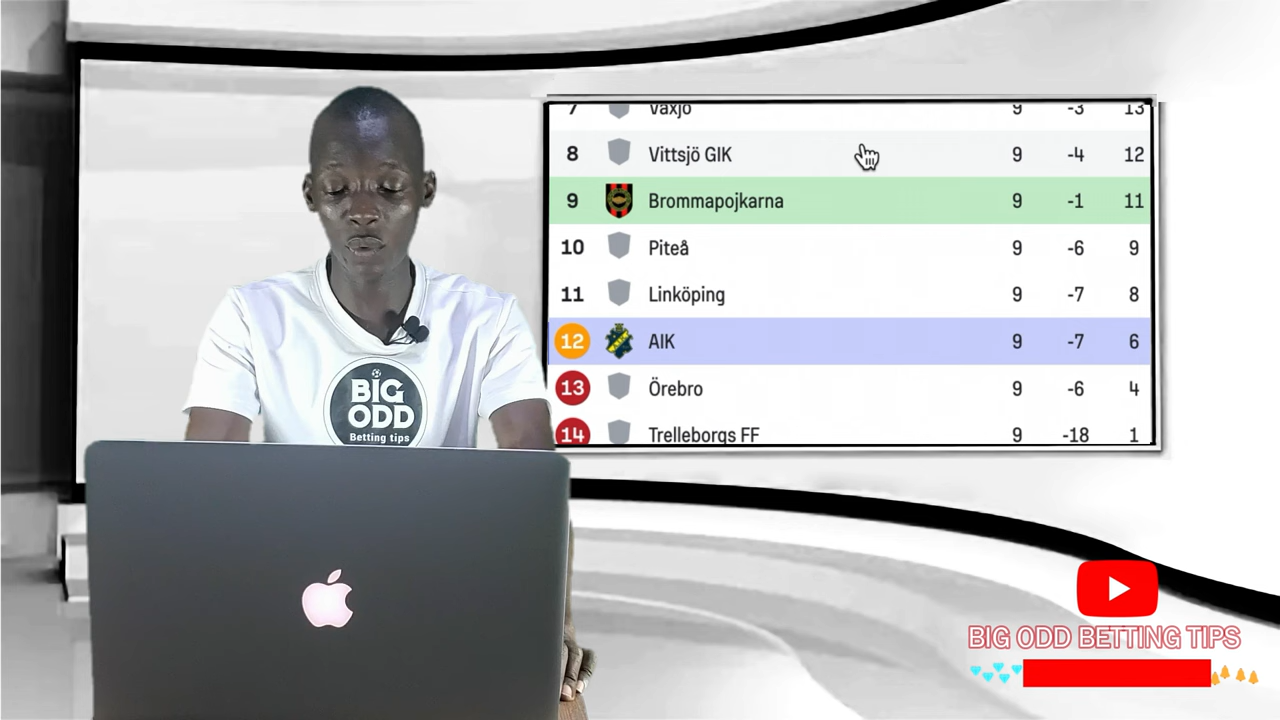 7 Växjö 9 -3 13
8 Vittsjö GIK 9 -4 12
9 Brommapojkarna 9 -1 11
10 Piteå 9 -6 9
11 Linköping 9 -7 8
12 AIK 9 -7 6
13 Örebro 9 -6 4
14 Trelleborgs FF 9 -18 1
BIG
ODD
Betting tips
BIG ODD BETTING TIPS